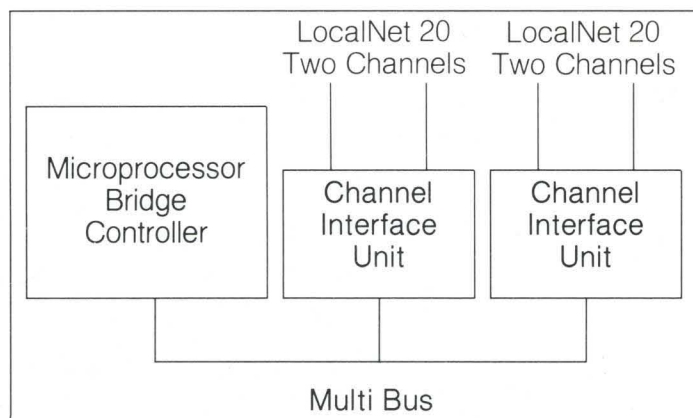 LocalNet 20
Two Channels
LocalNet 20
Two Channels
Microprocessor
Bridge
Controller
Channel
Interface
Unit
Channel
Interface
Unit
Multi Bus